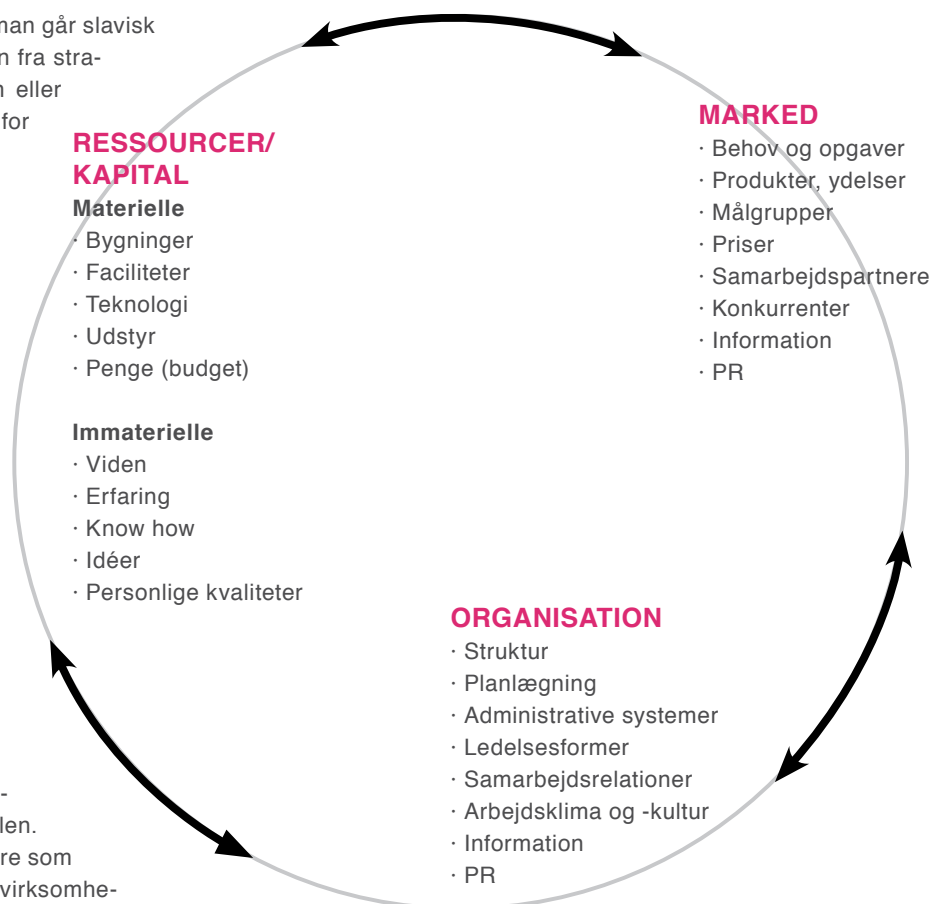 man går slavisk
n fra stra-
n eller
for
RESSOURCER/
KAPITAL
Materielle
· Bygninger
· Faciliteter
· Teknologi
· Udstyr
· Penge (budget)
Immaterielle
· Viden
· Erfaring
· Know how
· Idéer
· Personlige kvaliteter
MARKED
· Behov og opgaver
· Produkter, ydelser
· Målgrupper
· Priser
· Samarbejdspartnere
· Konkurrenter
· Information
· PR
ORGANISATION
· Struktur
· Planlægning
· Administrative systemer
· Ledelsesformer
· Samarbejdsrelationer
· Arbejdsklima og -kultur
· Information
· PR
-
len.
re som
virksomhe-